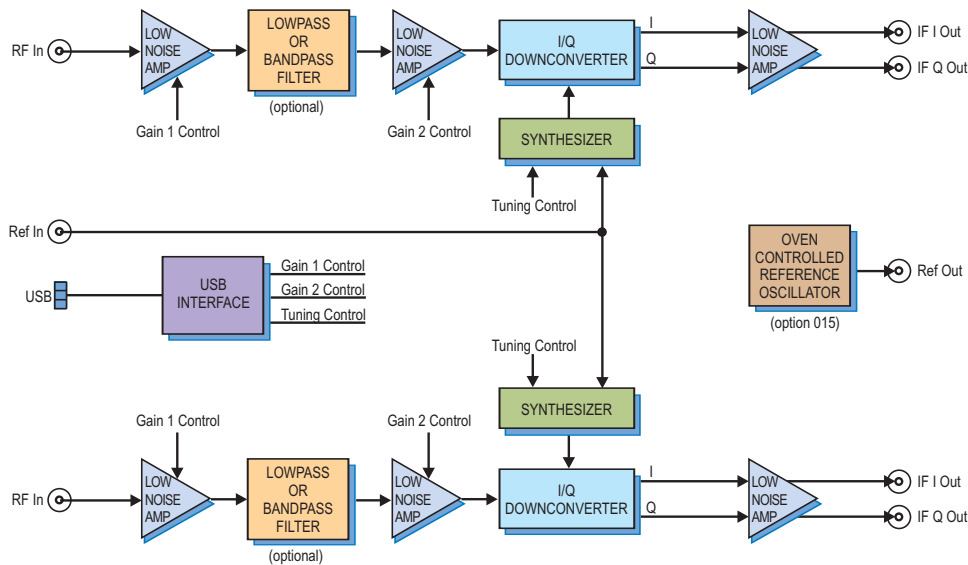 RF In
LOW
NOISE
AMP
Gain 1 Control
LOWPASS
OR
BANDPASS
FILTER
(optional)
LOW
NOISE
AMP
Gain 2 Control
I/Q
DOWNCONVERTER
I
Q
LOW
NOISE
AMP
IF I Out
IF Q Out
SYNTHESIZER
Tuning Control
Ref In
USB
USB
INTERFACE
Gain 1 Control
Gain 2 Control
Tuning Control
OVEN
CONTROLLED
REFERENCE
OSCILLATOR
(option 015)
Ref Out
Tuning Control
SYNTHESIZER
Gain 1 Control
Gain 2 Control
RF In
LOW
NOISE
AMP
LOWPASS
OR
BANDPASS
FILTER
(optional)
LOW
NOISE
AMP
I/Q
DOWNCONVERTER
I
Q
LOW
NOISE
AMP
IF I Out
IF Q Out